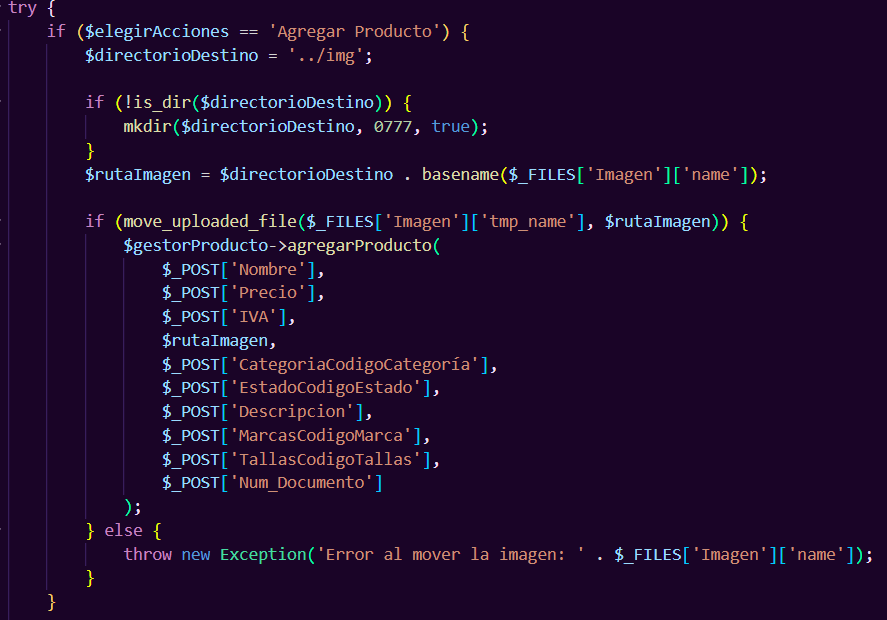 try {
    if ($elegirAcciones == 'Agregar Producto') {
        $directorioDestino = '../img';

        if (!is_dir($directorioDestino)) {
            mkdir($directorioDestino, 0777, true);
        }
        $rutaImagen = $directorioDestino . basename($_FILES['Imagen']['name']);

        if (move_uploaded_file($_FILES['Imagen']['tmp_name'], $rutaImagen)) {
            $gestorProducto->agregarProducto(
                $_POST['Nombre'],
                $_POST['Precio'],
                $_POST['IVA'],
                $rutaImagen,
                $_POST['CategoriaCodigoCategoría'],
                $_POST['EstadoCodigoEstado'],
                $_POST['Descripcion'],
                $_POST['MarcasCodigoMarca'],
                $_POST['TallasCodigoTallas'],
                $_POST['Num_Documento']
            );
        } else {
            throw new Exception('Error al mover la imagen: ' . $_FILES['Imagen']['name']);
        }
    }